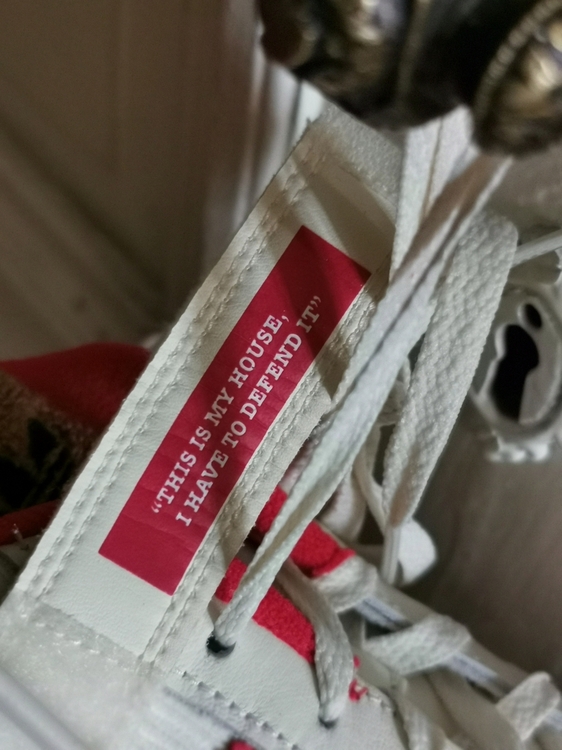 “THIS IS MY HOUSE,
I HAVE TO DEFEND IT”